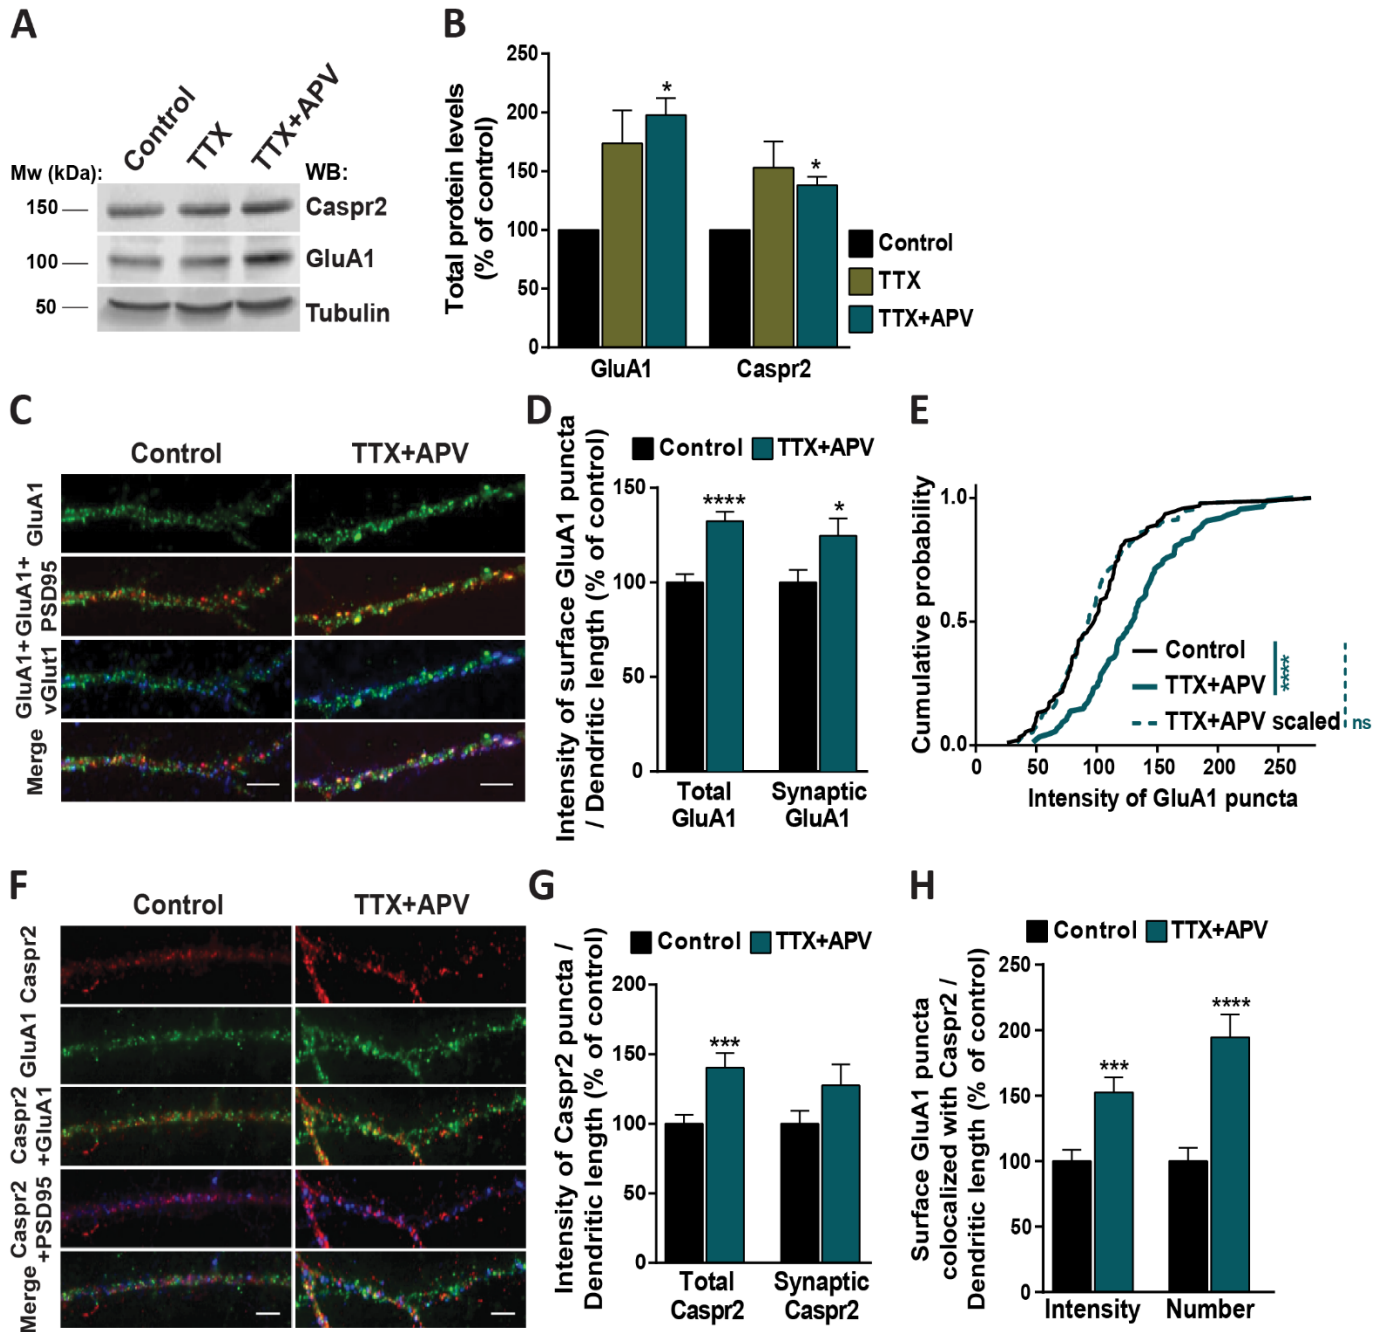 A
Control
TTX
TTX+APV
Mw (kDa):
WB:
150
Caspr2
100
GluA1
50
Tubulin
B
Total protein levels
(% of control)
250
200
150
100
50
0
*
*
GluA1
Caspr2
Control
TTX
TTX+APV
C
Control
TTX+APV
GluA1
GluA1+
PSD95
GluA1+
vGlut1
Merge
D
Control
TTX+APV
Intensity of surface GluA1 puncta
/ Dendritic length (% of control)
150
100
50
0
****
*
Total
GluA1
Synaptic
GluA1
E
Cumulative probability
1.0
0.5
0.0
Control
TTX+APV
TTX+APV scaled
****
ns
0
50
100
150
200
250
Intensity of GluA1 puncta
F
Control
TTX+APV
Caspr2
GluA1
Caspr2
+GluA1
Caspr2
+PSD95
Merge
G
Control
TTX+APV
Intensity of Caspr2 puncta /
Dendritic length (% of control)
200
150
100
50
0
***
Total
Caspr2
Synaptic
Caspr2
H
Control
TTX+APV
Surface GluA1 puncta
colocalized with Caspr2 /
Dendritic length (% of control)
250
200
150
100
50
0
***
****
Intensity
Number